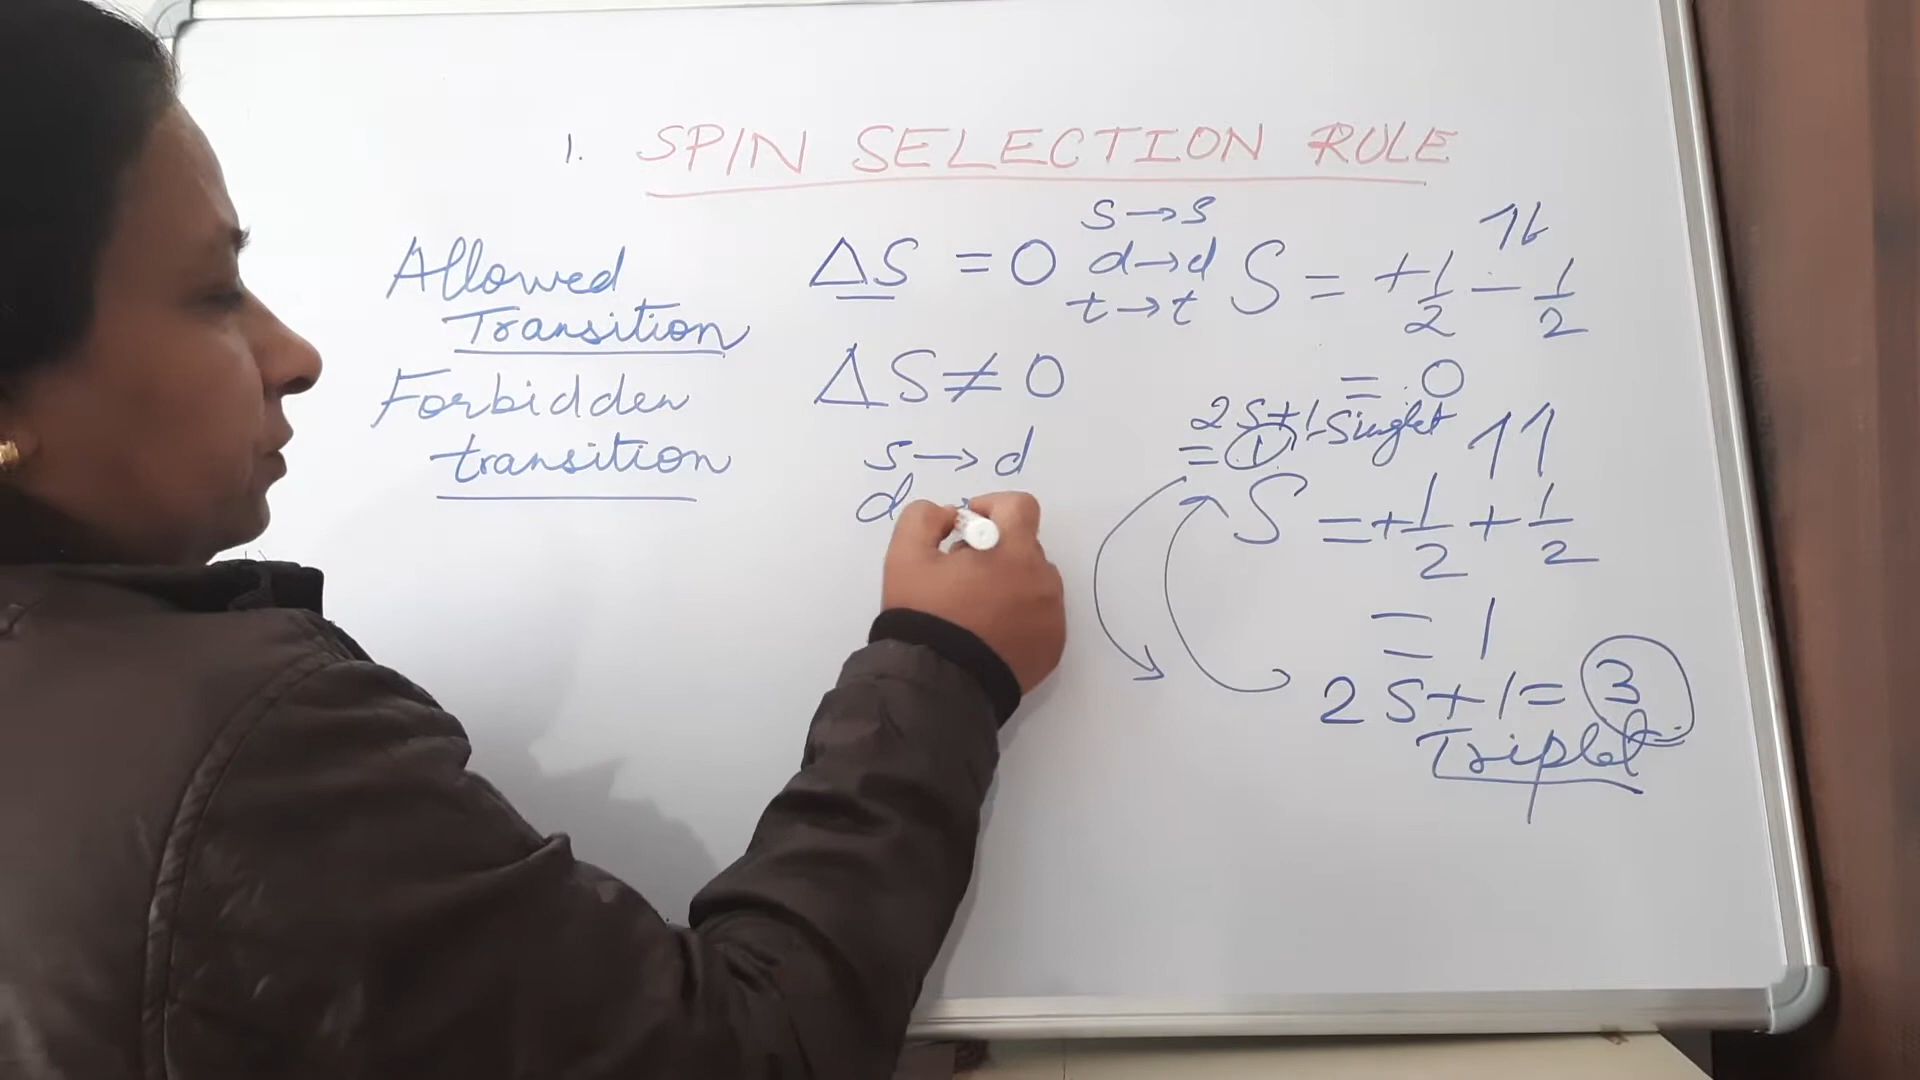 1. SPIN SELECTION RULE
Allowed Transition
ΔS = 0
s → s
d → d
t → t
Forbidden transition
ΔS ≠ 0
s → d
d
↑↓
S = +1/2 - 1/2
= 0
2S+1
= 1 - Singlet
↑↑
S = +1/2 + 1/2
= 1
2S+1 = 3
Triplet